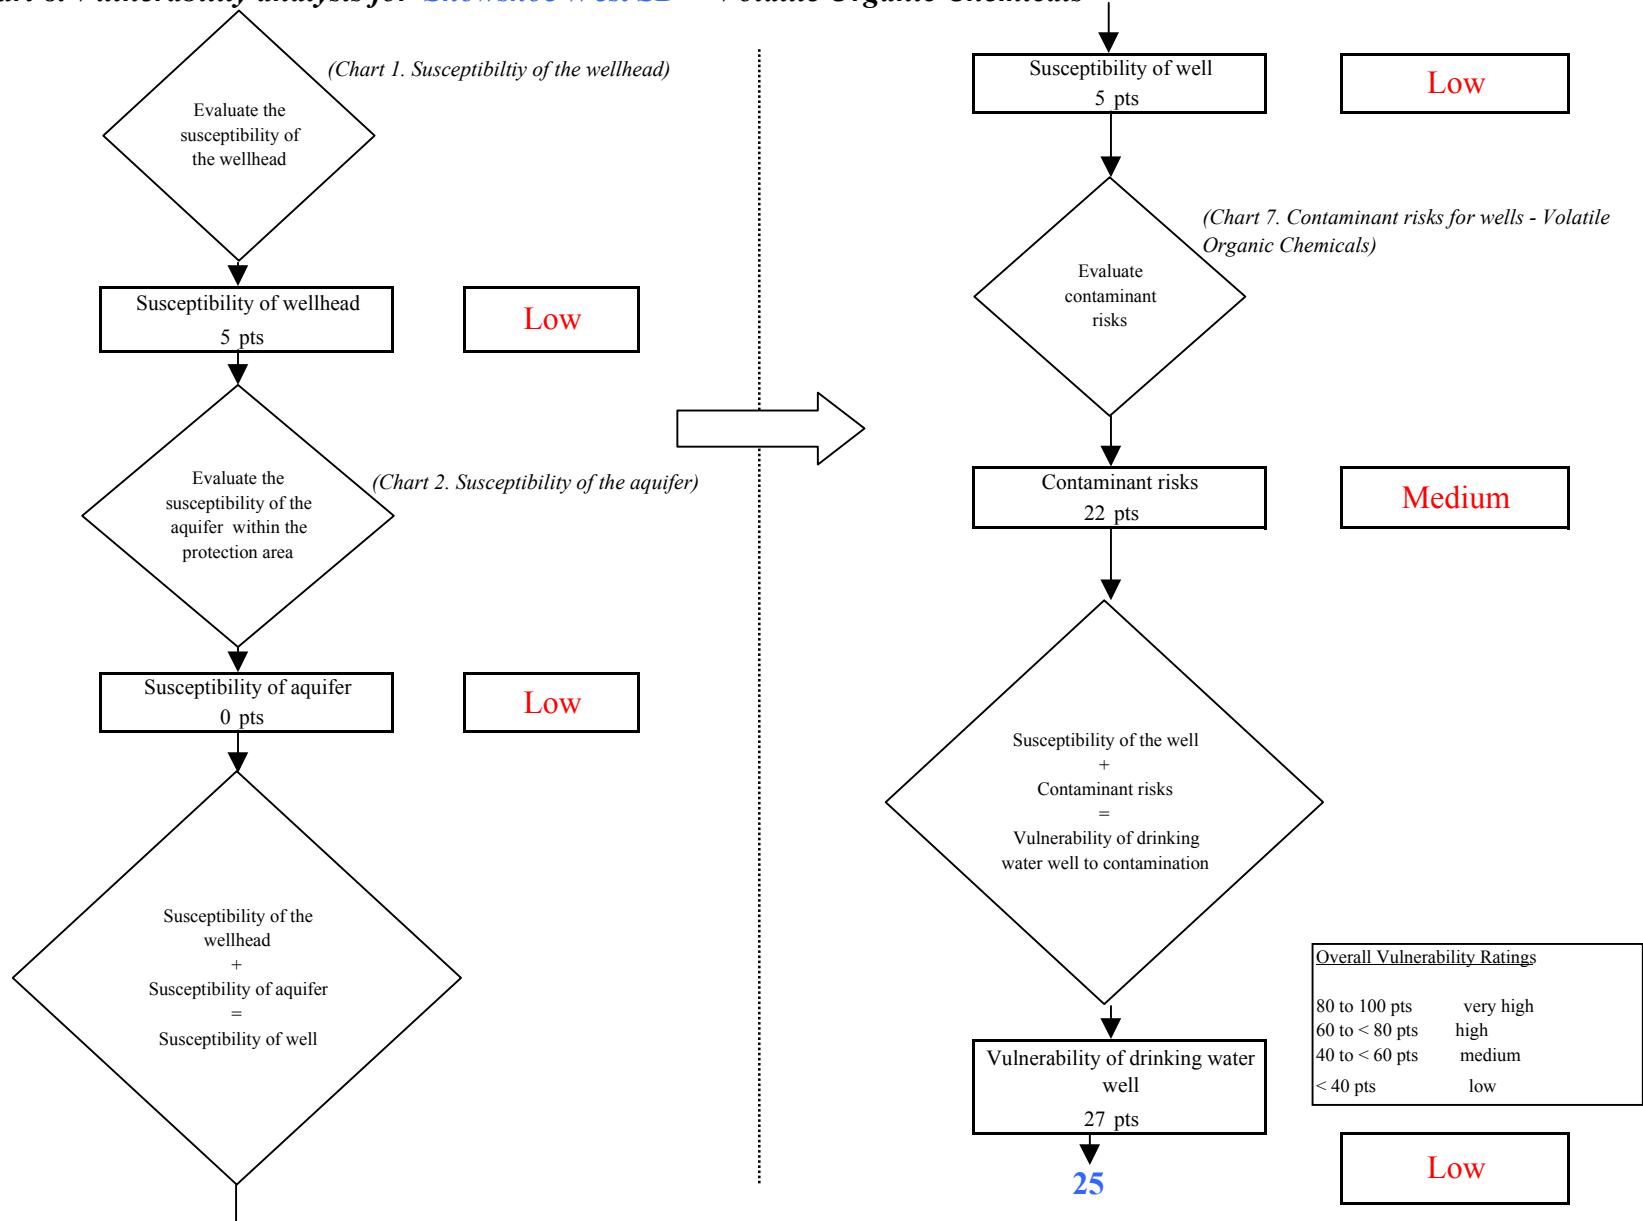 Vulnerability analysis for
Volatile Organic Chemicals
(Chart 1. Susceptibiltiy of the wellhead)
Evaluate the
susceptibility of
the wellhead
Susceptibility of wellhead
5 pts
Low
Evaluate the
susceptibility of the
aquifer within the
protection area
(Chart 2. Susceptibility of the aquifer)
Susceptibility of aquifer
0 pts
Low
Susceptibility of the
wellhead
+
Susceptibility of aquifer
=
Susceptibility of well
Susceptibility of well
5 pts
Low
(Chart 7. Contaminant risks for wells - Volatile
Organic Chemicals)
Evaluate
contaminant
risks
Contaminant risks
22 pts
Medium
Susceptibility of the well
+
Contaminant risks
=
Vulnerability of drinking
water well to contamination
Overall Vulnerability Ratings
80 to 100 pts very high
60 to < 80 pts high
40 to < 60 pts medium
< 40 pts low
Vulnerability of drinking water
well
27 pts
25
Low